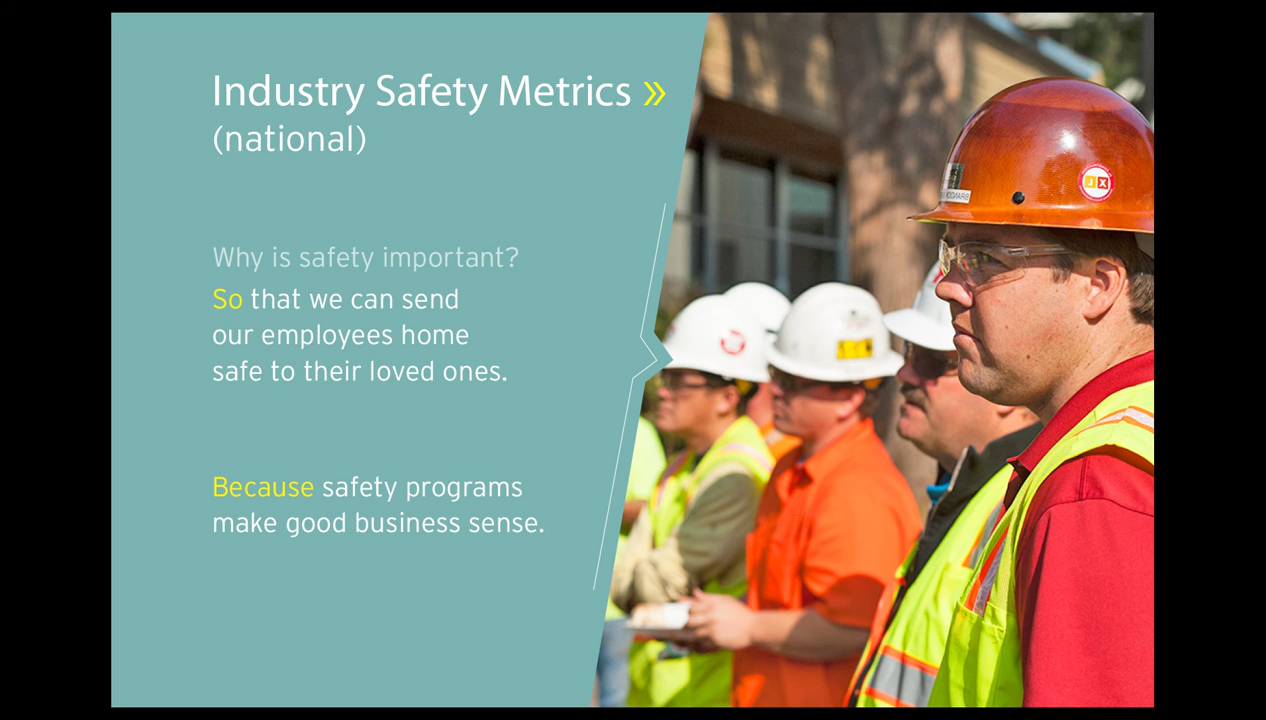 Industry Safety Metrics »
(national)
Why is safety important?
So that we can send
our employees home
safe to their loved ones.
Because safety programs
make good business sense.